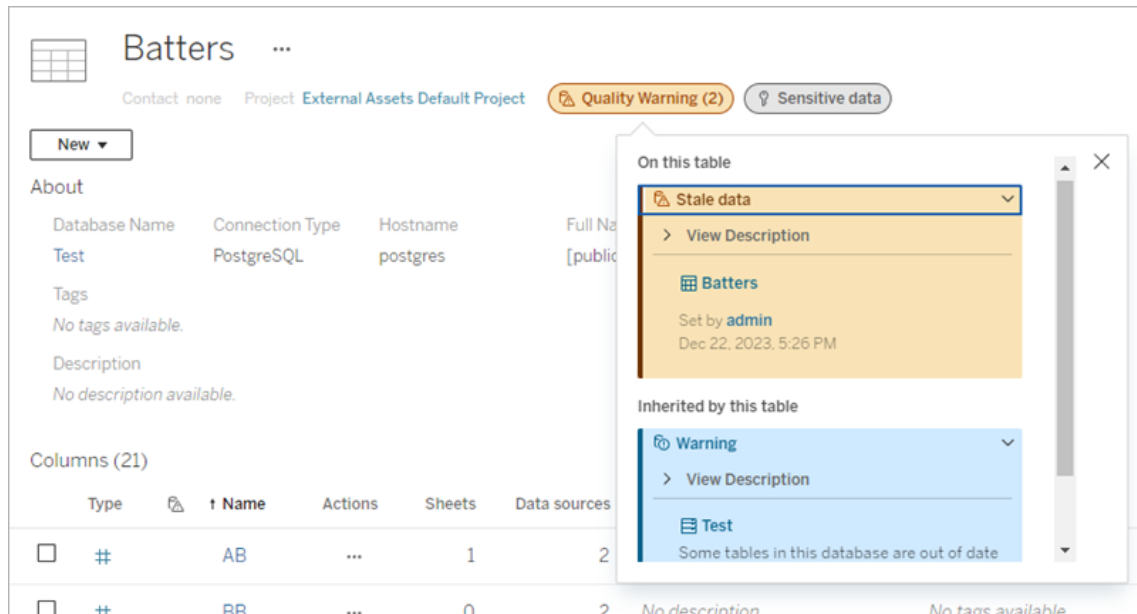 Batters ...
Contact none Project External Assets Default Project Quality Warning (2) Sensitive data
New
About
Database Name Connection Type Hostname Full Na
Test PostgreSQL postgres [public
Tags
No tags available.
Description
No description available.
On this table
Stale data
View Description
Batters
Set by admin
Dec 22, 2023, 5:26 PM
Inherited by this table
Warning
View Description
Test
Some tables in this database are out of date
Columns (21)
Type ↑ Name Actions Sheets Data sources
# AB ... 1 2
# BB ... 0 2 No description No tags available